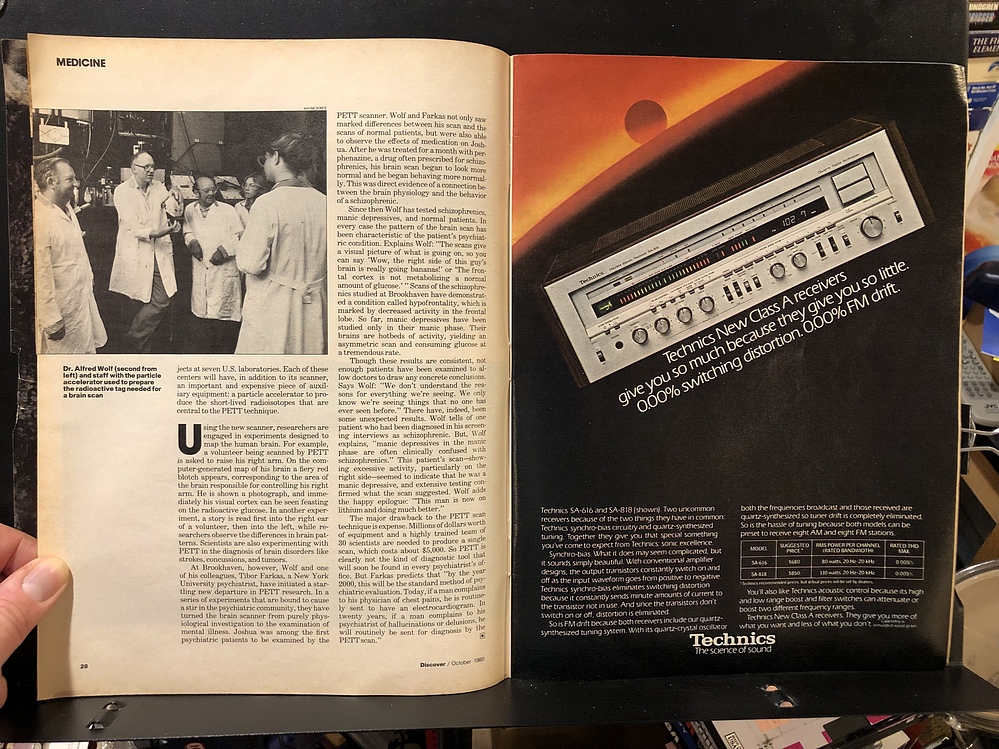 MEDICINE
PETT scanner. Wolf and Farkas not only saw
marked differences between his scan and the
scans of normal patients, but were also able
to observe the effects of medication on Josh-
ua. After he was treated for a month with per-
phenazine, a drug often prescribed for schizo-
phrenics, his brain scan began to look more
normal and he began behaving more normal-
ly. This was direct evidence of a connection be-
tween the brain physiology and the behavior
of a schizophrenic.
Since then Wolf has tested schizophrenics,
manic depressives, and normal patients. In
every case the pattern of the brain scan has
been characteristic of the patient's psychiat-
ric condition. Explains Wolf: "The scans give
a visual picture of what is going on, so you
can say 'Wow, the right side of this guy's
brain is really going bananas!' or 'The fron-
tal cortex is not metabolizing a normal
amount of glucose.' " Scans of the schizophre-
nics studied at Brookhaven have demonstrat-
ed a condition called hypofrontality, which is
marked by decreased activity in the frontal
lobe. So far, manic depressives have been
studied only in their manic phase. Their
brains are hotbeds of activity, yielding an
asymmetric scan and consuming glucose at
a tremendous rate.
Though these results are consistent, not
enough patients have been examined to al-
low doctors to draw any concrete conclusions.
Says Wolf: "We don't understand the rea-
sons for everything we're seeing. We only
know we're seeing things that no one has
ever seen before." There have, indeed, been
some unexpected results. Wolf tells of one
patient who had been diagnosed in his screen-
ing interviews as schizophrenic. But, Wolf
explains, "manic depressives in the manic
phase are often clinically confused with
schizophrenics." This patient's scan—show-
ing excessive activity, particularly on the
right side—seemed to indicate that he was a
manic depressive, and extensive testing con-
firmed what the scan suggested. Wolf adds
the happy epilogue: "This man is now on
lithium and doing much better."
The major drawback to the PETT scan
technique is expense. Millions of dollars worth
of equipment and a highly trained team of
30 scientists are needed to produce a single
scan, which costs about $5,000. So PETT is
clearly not the kind of diagnostic tool that
will soon be found in every psychiatrist's of-
fice. But Farkas predicts that "by the year
2000, this will be the standard method of psy-
chiatric evaluation. Today, if a man complains
to his physician of chest pains, he is routine-
ly sent to have an electrocardiogram. In
twenty years, if a man complains to his
psychiatrist of hallucinations or delusions, he
will routinely be sent for diagnosis by the
PETT scan."
Dr. Alfred Wolf (second from
left) and staff with the particle
accelerator used to prepare
the radioactive tag needed for
a brain scan
jects at seven U.S. laboratories. Each of these
centers will have, in addition to its scanner,
an important and expensive piece of auxil-
iary equipment: a particle accelerator to pro-
duce the short-lived radioisotopes that are
central to the PETT technique.
Using the new scanner, researchers are
engaged in experiments designed to
map the human brain. For example,
a volunteer being scanned by PETT
is asked to raise his right arm. On the com-
puter-generated map of his brain a fiery red
blotch appears, corresponding to the area of
the brain responsible for controlling his right
arm. He is shown a photograph, and imme-
diately his visual cortex can be seen feasting
on the radioactive glucose. In another exper-
iment, a story is read first into the right ear
of a volunteer, then into the left, while re-
searchers observe the differences in brain pat-
terns. Scientists are also experimenting with
PETT in the diagnosis of brain disorders like
strokes, concussions, and tumors.
At Brookhaven, however, Wolf and one
of his colleagues, Tibor Farkas, a New York
University psychiatrist, have initiated a star-
tling new departure in PETT research. In a
series of experiments that are bound to cause
a stir in the psychiatric community, they have
turned the brain scanner from purely phys-
iological investigation to the examination of
mental illness. Joshua was among the first
psychiatric patients to be examined by the
28
Discover / October 1980
Technics
102.7
Technics New Class A receivers
give you so much because they give you so little.
0.00% switching distortion. 0.00% FM drift.
Technics SA-616 and SA-818 (shown). Two uncommon
receivers because of the two things they have in common:
Technics synchro-bias circuitry and quartz-synthesized
tuning. Together they give you that special something
you've come to expect from Technics: sonic excellence.
Synchro-bias. What it does may seem complicated, but
it sounds simply beautiful. With conventional amplifier
designs, the output transistors constantly switch on and
off as the input waveform goes from positive to negative.
Technics synchro-bias eliminates switching distortion
because it constantly sends minute amounts of current to
the transistor not in use. And since the transistors don't
switch on or off, distortion is eliminated.
So is FM drift because both receivers include our quartz-
synthesized tuning system. With its quartz-crystal oscillator
both the frequencies broadcast and those received are
quartz-synthesized so tuner drift is completely eliminated.
So is the hassle of tuning because both models can be
preset to receive eight AM and eight FM stations.
MODEL SUGGESTED PRICE* RMS POWER PER CHANNEL (RATED BANDWIDTH) RATED THD MAX.
SA-616 $680 80 watts, 20 Hz–20 kHz 0.005%
SA-818 $850 110 watts, 20 Hz–20 kHz 0.005%
*Technics recommended prices, but actual prices will be set by dealers.
You'll also like Technics acoustic control because its high
and low range boost and filter switches can attenuate or
boost two different frequency ranges.
Technics New Class A receivers. They give you more of
what you want and less of what you don't.
Technics
The science of sound